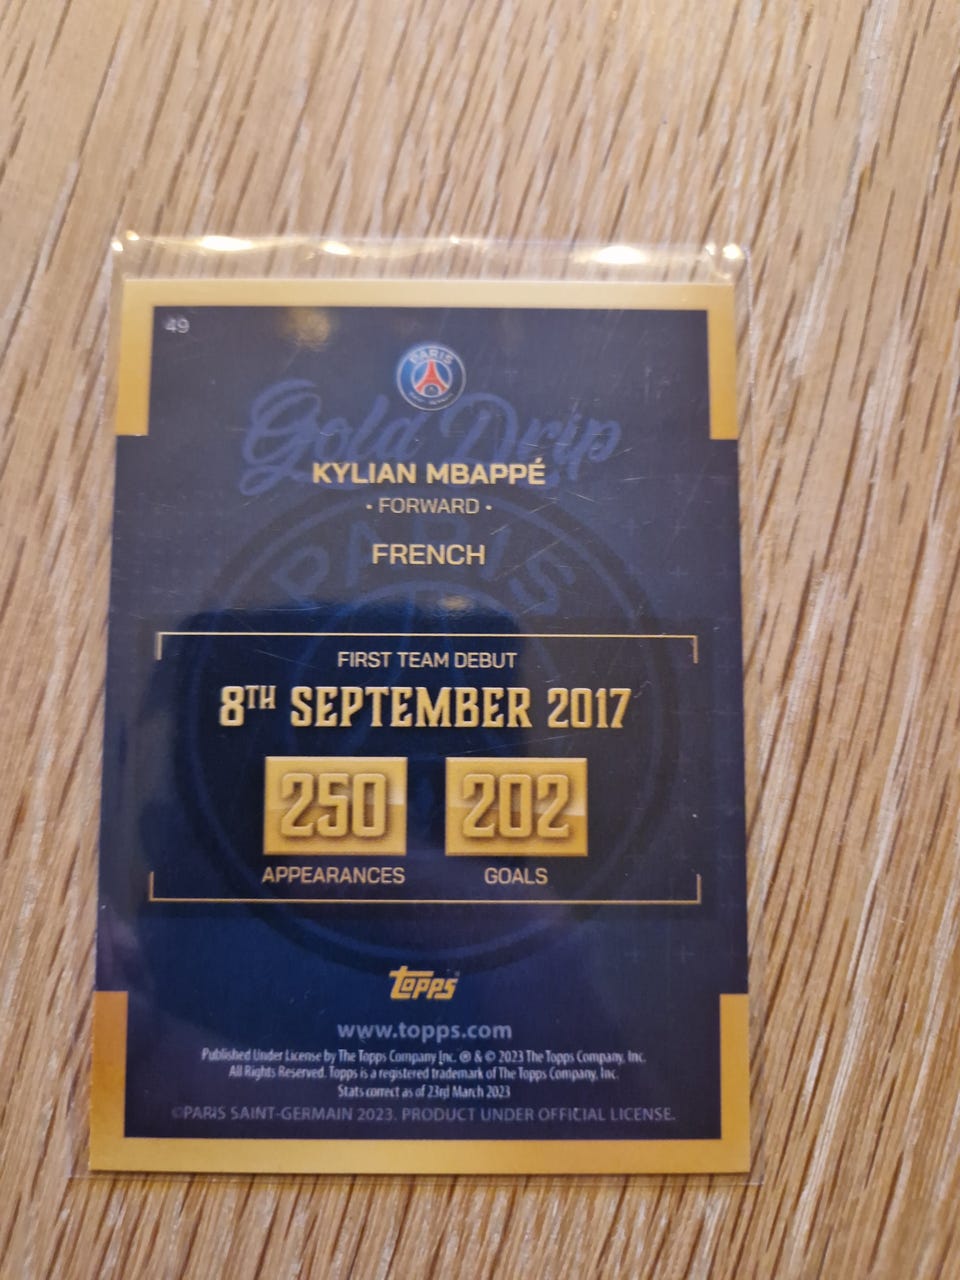 49
PARIS
Gold Drip
KYLIAN MBAPPÉ
• FORWARD •
FRENCH
PARIS
FIRST TEAM DEBUT
8TH SEPTEMBER 2017
250 202
APPEARANCES GOALS
topps
www.topps.com
Published Under License by The Topps Company Inc. ® & © 2023 The Topps Company, Inc.
All Rights Reserved. Topps is a registered trademark of The Topps Company, Inc.
Stats correct as of 23rd March 2023
©PARIS SAINT-GERMAIN 2023. PRODUCT UNDER OFFICIAL LICENSE.